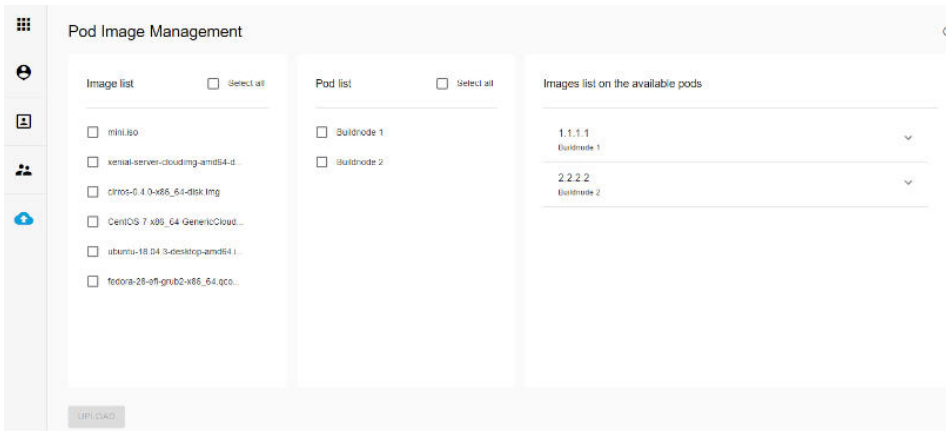 Pod Image Management
Image list
Select all
mini.iso
xenial-server-cloudimg-amd64-d...
cirros-0.4.0-x86_64-disk.img
CentOS-7-x86_64-GenericCloud...
ubuntu-18.04.3-desktop-amd64.i...
fedora-28-efi-grub2-x86_64.qco...
Pod list
Select all
Buildnode 1
Buildnode 2
Images list on the available pods
1.1.1.1
Buildnode 1
2.2.2.2
Buildnode 2
UPLOAD